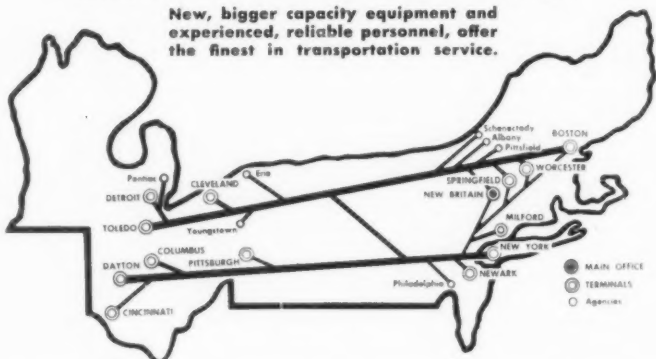 New, bigger capacity equipment and
experienced, reliable personnel, offer
the finest in transportation service.
Schenectady
Albany
Pittsfield
BOSTON
WORCESTER
SPRINGFIELD
NEW BRITAIN
Pontiac
Erie
CLEVELAND
DETROIT
TOLEDO
Youngstown
MILFORD
COLUMBUS
PITTSBURGH
NEW YORK
DAYTON
NEWARK
Philadelphia
CINCINNATI
MAIN OFFICE
TERMINALS
Agencies